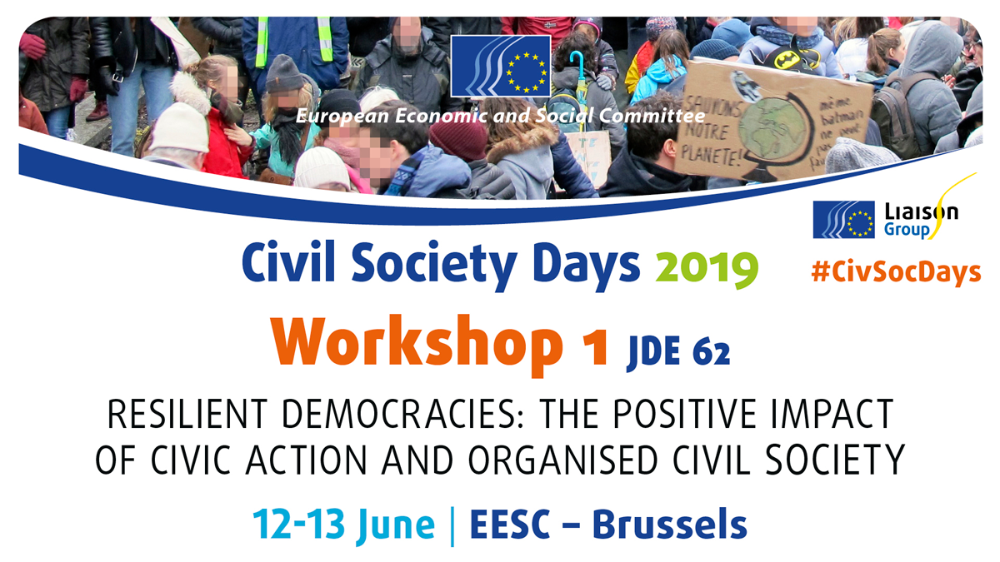 European Economic and Social Committee
SAUVONS
NOTRE
PLANETE!
même
batman
ne peut
pas
Liaison
Group
#CivSocDays
Civil Society Days 2019
Workshop 1 JDE 62
RESILIENT DEMOCRACIES: THE POSITIVE IMPACT
OF CIVIC ACTION AND ORGANISED CIVIL SOCIETY
12-13 June | EESC – Brussels